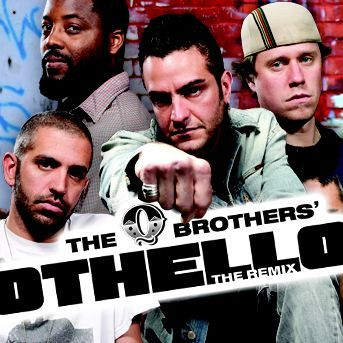 THE Q BROTHERS'
OTHELLO
THE REMIX